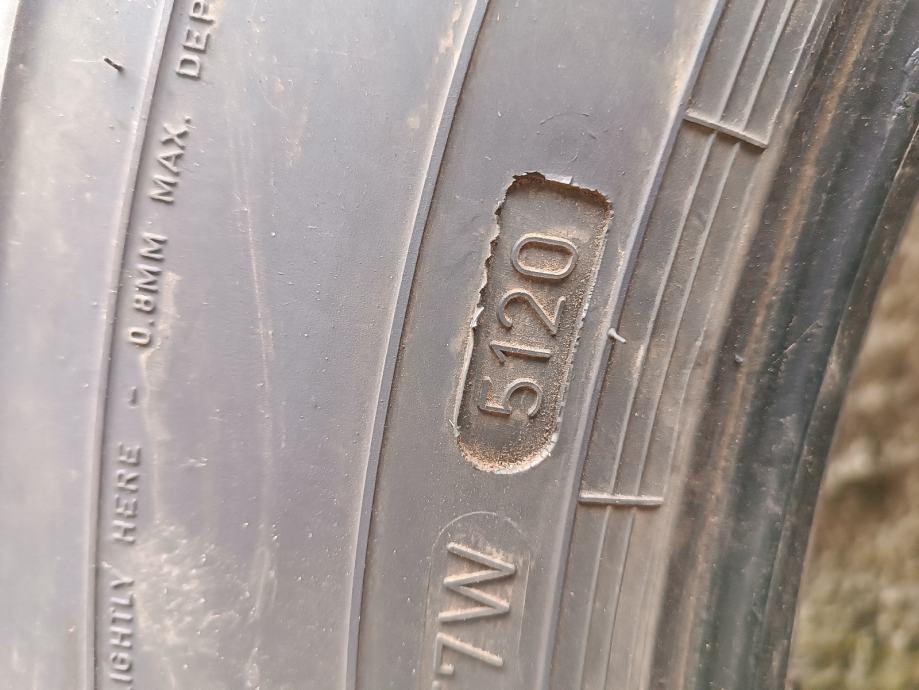 IGHTLY HERE - 0.8MM MAX. DEP
7W 5120